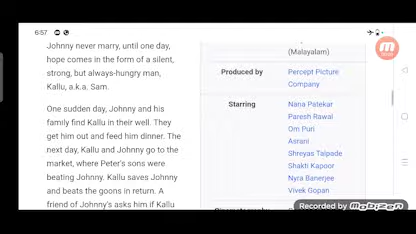 6:57
Johnny never marry, until one day,
hope comes in the form of a silent,
strong, but always-hungry man,
Kallu, a.k.a. Sam.
One sudden day, Johnny and his
family find Kallu in their well. They
get him out and feed him dinner. The
next day, Kallu and Johnny go to the
market, where Peter's sons were
beating Johnny. Kallu saves Johnny
and beats the goons in return. A
friend of Johnny's asks him if Kallu
(Malayalam)
Produced by
Percept Picture
Company
Starring
Nana Patekar
Paresh Rawal
Om Puri
Asrani
Shreyas Talpade
Shakti Kapoor
Nyra Banerjee
Vivek Gopan
Recorded by Mobizen